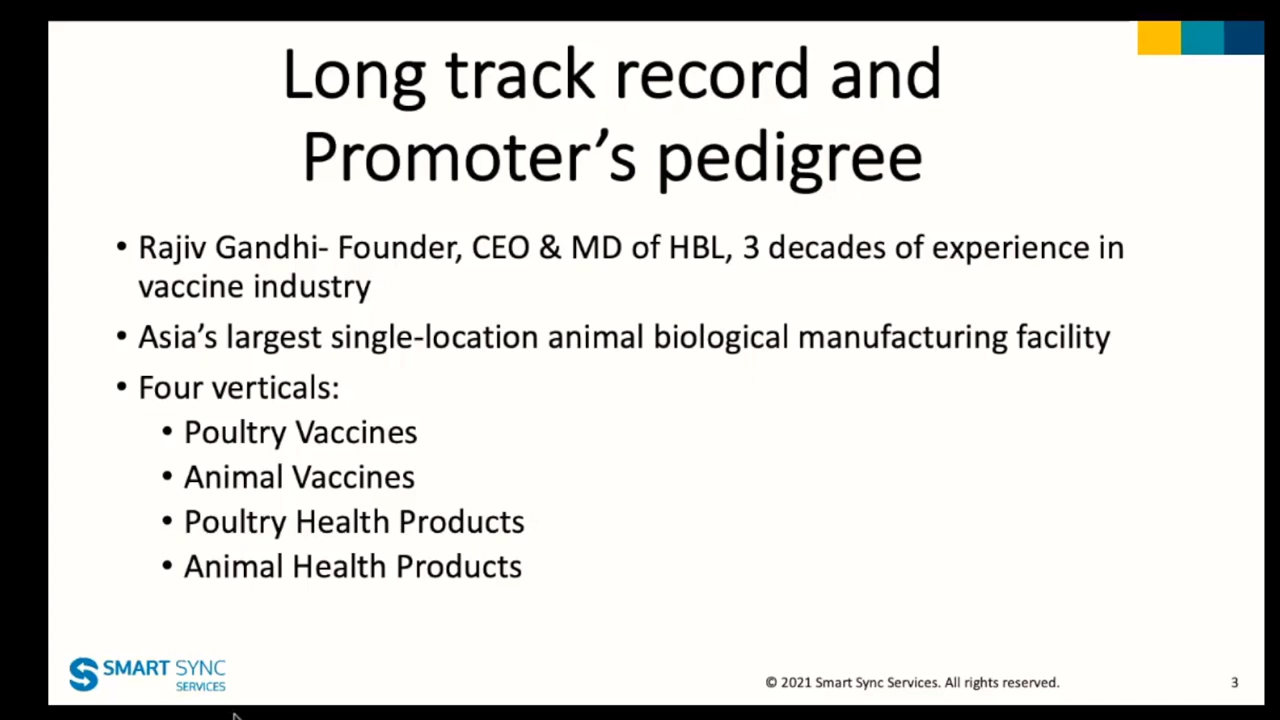 Long track record and
Promoter’s pedigree
• Rajiv Gandhi- Founder, CEO & MD of HBL, 3 decades of experience in
vaccine industry
• Asia’s largest single-location animal biological manufacturing facility
• Four verticals:
• Poultry Vaccines
• Animal Vaccines
• Poultry Health Products
• Animal Health Products
SMART SYNC
SERVICES
© 2021 Smart Sync Services. All rights reserved.
3